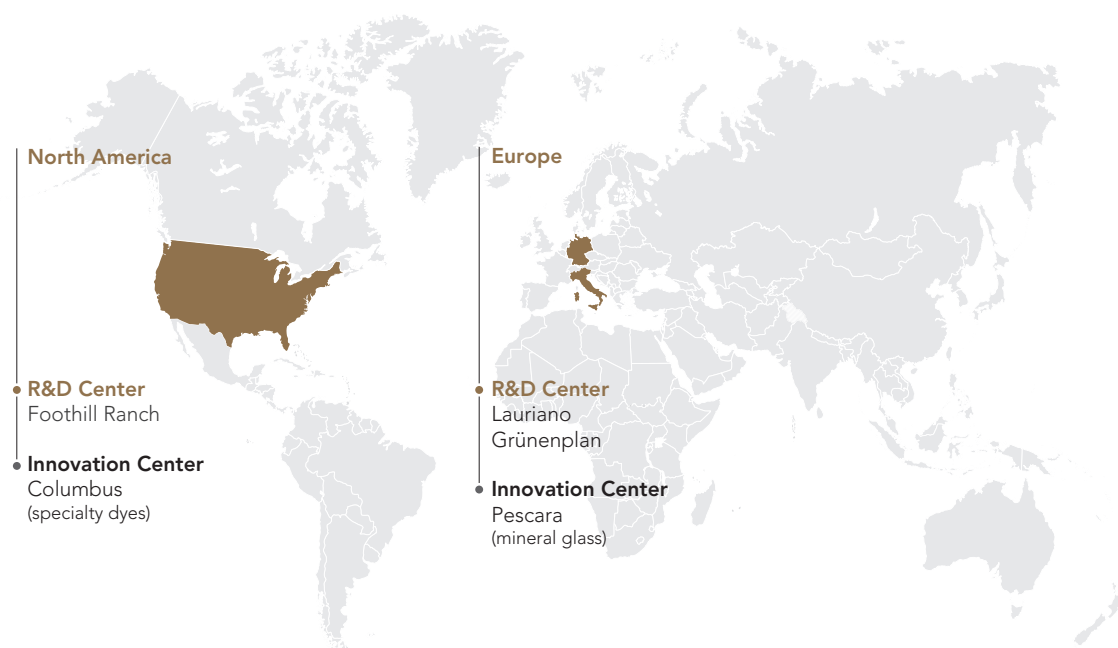 North America
R&D Center
Foothill Ranch
Innovation Center
Columbus
(specialty dyes)
Europe
R&D Center
Lauriano
Grünenplan
Innovation Center
Pescara
(mineral glass)